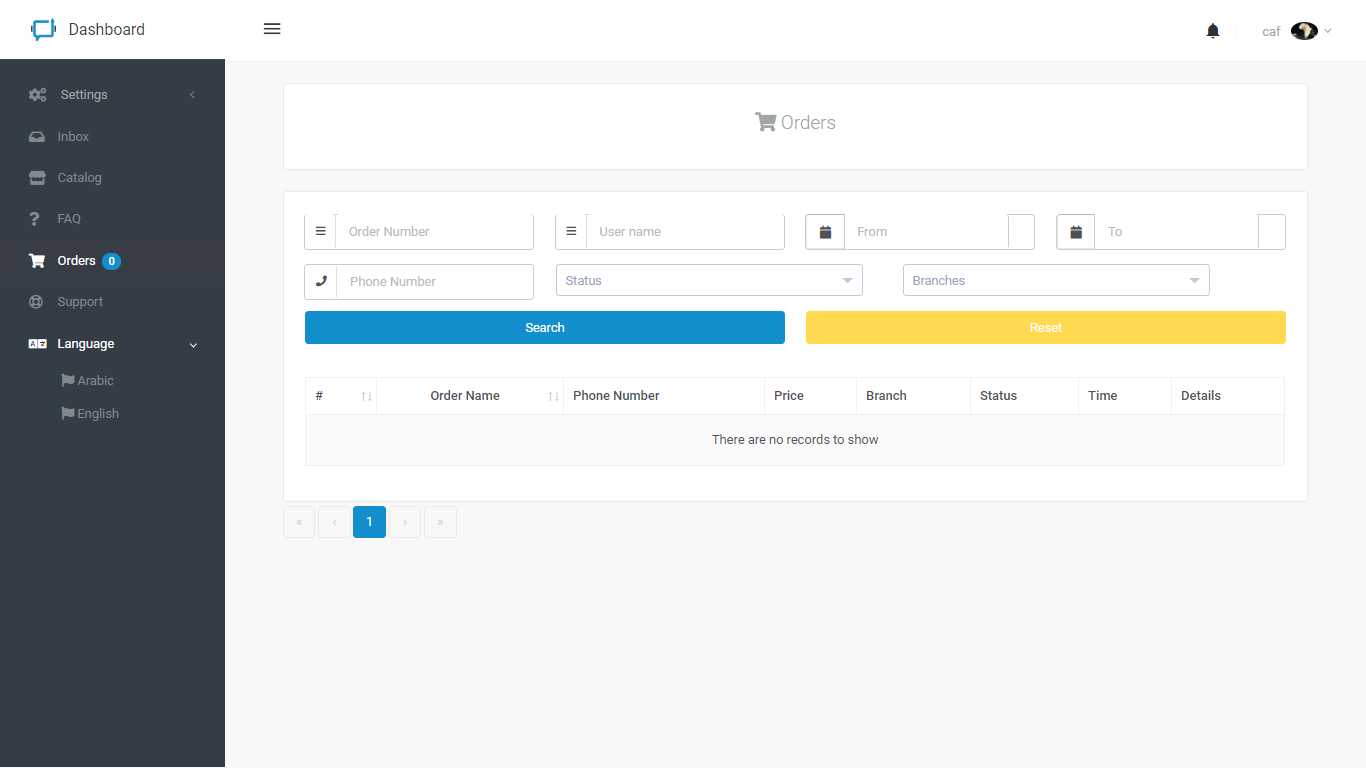 Dashboard
caf
Settings
Inbox
Catalog
FAQ
Orders 0
Support
Language
Arabic
English
Orders
Order Number User name From To
Phone Number Status Branches
Search Reset
# ↑↓ Order Name ↑↓ Phone Number Price Branch Status Time Details
There are no records to show
« ‹ 1 › »